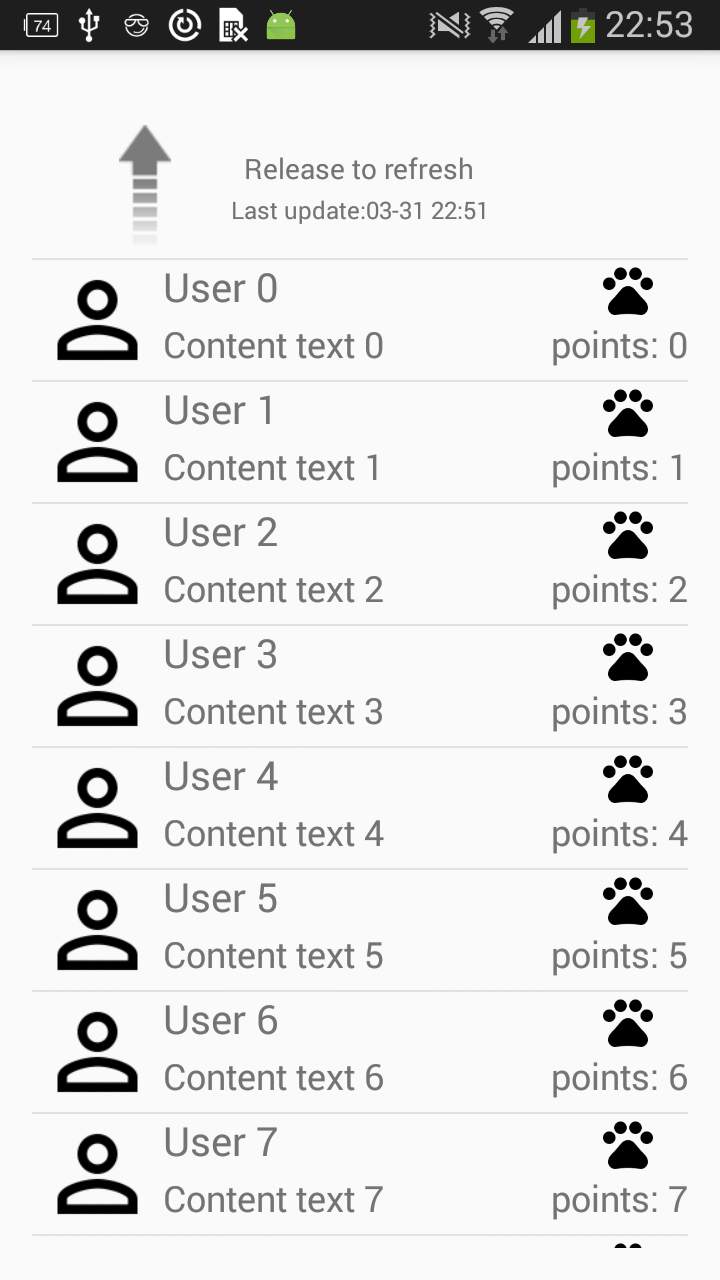 74 22:53
Release to refresh
Last update:03-31 22:51
User 0
Content text 0 points: 0
User 1
Content text 1 points: 1
User 2
Content text 2 points: 2
User 3
Content text 3 points: 3
User 4
Content text 4 points: 4
User 5
Content text 5 points: 5
User 6
Content text 6 points: 6
User 7
Content text 7 points: 7